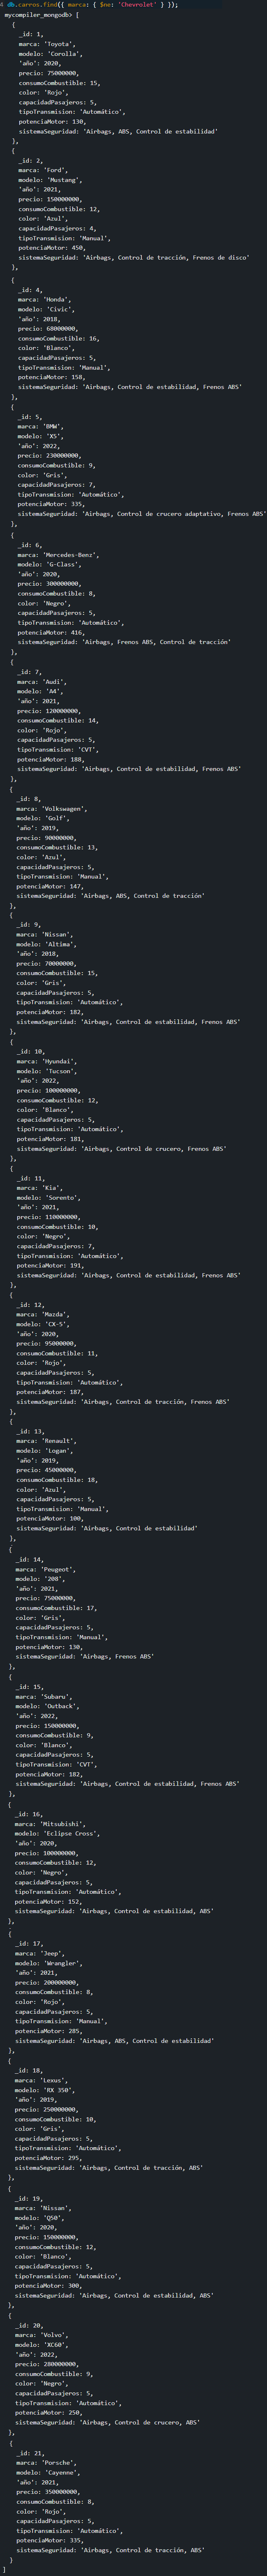 4 db.carros.find({ marca: { $ne: 'Chevrolet' } });
mycompiler_mongodb> [
{
_id: 1,
marca: 'Toyota',
modelo: 'Corolla',
'año': 2020,
precio: 75000000,
consumoCombustible: 15,
color: 'Rojo',
capacidadPasajeros: 5,
tipoTransmision: 'Automático',
potenciaMotor: 130,
sistemaSeguridad: 'Airbags, ABS, Control de estabilidad'
},
{
_id: 2,
marca: 'Ford',
modelo: 'Mustang',
'año': 2021,
precio: 150000000,
consumoCombustible: 12,
color: 'Azul',
capacidadPasajeros: 4,
tipoTransmision: 'Manual',
potenciaMotor: 450,
sistemaSeguridad: 'Airbags, Control de tracción, Frenos de disco'
},
{
_id: 4,
marca: 'Honda',
modelo: 'Civic',
'año': 2018,
precio: 68000000,
consumoCombustible: 16,
color: 'Blanco',
capacidadPasajeros: 5,
tipoTransmision: 'Manual',
potenciaMotor: 158,
sistemaSeguridad: 'Airbags, Control de estabilidad, Frenos ABS'
},
{
_id: 5,
marca: 'BMW',
modelo: 'X5',
'año': 2022,
precio: 230000000,
consumoCombustible: 9,
color: 'Gris',
capacidadPasajeros: 7,
tipoTransmision: 'Automático',
potenciaMotor: 335,
sistemaSeguridad: 'Airbags, Control de crucero adaptativo, Frenos ABS'
},
{
_id: 6,
marca: 'Mercedes-Benz',
modelo: 'G-Class',
'año': 2020,
precio: 300000000,
consumoCombustible: 8,
color: 'Negro',
capacidadPasajeros: 5,
tipoTransmision: 'Automático',
potenciaMotor: 416,
sistemaSeguridad: 'Airbags, Frenos ABS, Control de tracción'
},
{
_id: 7,
marca: 'Audi',
modelo: 'A4',
'año': 2021,
precio: 120000000,
consumoCombustible: 14,
color: 'Rojo',
capacidadPasajeros: 5,
tipoTransmision: 'CVT',
potenciaMotor: 188,
sistemaSeguridad: 'Airbags, Control de estabilidad, Frenos ABS'
},
{
_id: 8,
marca: 'Volkswagen',
modelo: 'Golf',
'año': 2019,
precio: 90000000,
consumoCombustible: 13,
color: 'Azul',
capacidadPasajeros: 5,
tipoTransmision: 'Manual',
potenciaMotor: 147,
sistemaSeguridad: 'Airbags, ABS, Control de tracción'
},
{
_id: 9,
marca: 'Nissan',
modelo: 'Altima',
'año': 2018,
precio: 70000000,
consumoCombustible: 15,
color: 'Gris',
capacidadPasajeros: 5,
tipoTransmision: 'Automático',
potenciaMotor: 182,
sistemaSeguridad: 'Airbags, Control de estabilidad, Frenos ABS'
},
{
_id: 10,
marca: 'Hyundai',
modelo: 'Tucson',
'año': 2022,
precio: 100000000,
consumoCombustible: 12,
color: 'Blanco',
capacidadPasajeros: 5,
tipoTransmision: 'Automático',
potenciaMotor: 181,
sistemaSeguridad: 'Airbags, Control de crucero, Frenos ABS'
},
{
_id: 11,
marca: 'Kia',
modelo: 'Sorento',
'año': 2021,
precio: 110000000,
consumoCombustible: 10,
color: 'Negro',
capacidadPasajeros: 7,
tipoTransmision: 'Automático',
potenciaMotor: 191,
sistemaSeguridad: 'Airbags, Control de estabilidad, Frenos ABS'
},
{
_id: 12,
marca: 'Mazda',
modelo: 'CX-5',
'año': 2020,
precio: 95000000,
consumoCombustible: 11,
color: 'Rojo',
capacidadPasajeros: 5,
tipoTransmision: 'Automático',
potenciaMotor: 187,
sistemaSeguridad: 'Airbags, Control de tracción, Frenos ABS'
},
{
_id: 13,
marca: 'Renault',
modelo: 'Logan',
'año': 2019,
precio: 45000000,
consumoCombustible: 18,
color: 'Azul',
capacidadPasajeros: 5,
tipoTransmision: 'Manual',
potenciaMotor: 100,
sistemaSeguridad: 'Airbags, Control de estabilidad'
},
{
_id: 14,
marca: 'Peugeot',
modelo: '208',
'año': 2021,
precio: 75000000,
consumoCombustible: 17,
color: 'Gris',
capacidadPasajeros: 5,
tipoTransmision: 'Manual',
potenciaMotor: 130,
sistemaSeguridad: 'Airbags, Frenos ABS'
},
{
_id: 15,
marca: 'Subaru',
modelo: 'Outback',
'año': 2022,
precio: 150000000,
consumoCombustible: 9,
color: 'Blanco',
capacidadPasajeros: 5,
tipoTransmision: 'CVT',
potenciaMotor: 182,
sistemaSeguridad: 'Airbags, Control de estabilidad, Frenos ABS'
},
{
_id: 16,
marca: 'Mitsubishi',
modelo: 'Eclipse Cross',
'año': 2020,
precio: 100000000,
consumoCombustible: 12,
color: 'Negro',
capacidadPasajeros: 5,
tipoTransmision: 'Automático',
potenciaMotor: 152,
sistemaSeguridad: 'Airbags, Control de estabilidad, ABS'
},
{
_id: 17,
marca: 'Jeep',
modelo: 'Wrangler',
'año': 2021,
precio: 200000000,
consumoCombustible: 8,
color: 'Rojo',
capacidadPasajeros: 5,
tipoTransmision: 'Manual',
potenciaMotor: 285,
sistemaSeguridad: 'Airbags, ABS, Control de estabilidad'
},
{
_id: 18,
marca: 'Lexus',
modelo: 'RX 350',
'año': 2019,
precio: 250000000,
consumoCombustible: 10,
color: 'Gris',
capacidadPasajeros: 5,
tipoTransmision: 'Automático',
potenciaMotor: 295,
sistemaSeguridad: 'Airbags, Control de tracción, ABS'
},
{
_id: 19,
marca: 'Nissan',
modelo: 'Q50',
'año': 2020,
precio: 150000000,
consumoCombustible: 12,
color: 'Blanco',
capacidadPasajeros: 5,
tipoTransmision: 'Automático',
potenciaMotor: 300,
sistemaSeguridad: 'Airbags, Control de estabilidad, ABS'
},
{
_id: 20,
marca: 'Volvo',
modelo: 'XC60',
'año': 2022,
precio: 280000000,
consumoCombustible: 9,
color: 'Negro',
capacidadPasajeros: 5,
tipoTransmision: 'Automático',
potenciaMotor: 250,
sistemaSeguridad: 'Airbags, Control de crucero, ABS'
},
{
_id: 21,
marca: 'Porsche',
modelo: 'Cayenne',
'año': 2021,
precio: 350000000,
consumoCombustible: 8,
color: 'Rojo',
capacidadPasajeros: 5,
tipoTransmision: 'Automático',
potenciaMotor: 335,
sistemaSeguridad: 'Airbags, Control de tracción, ABS'
}
]